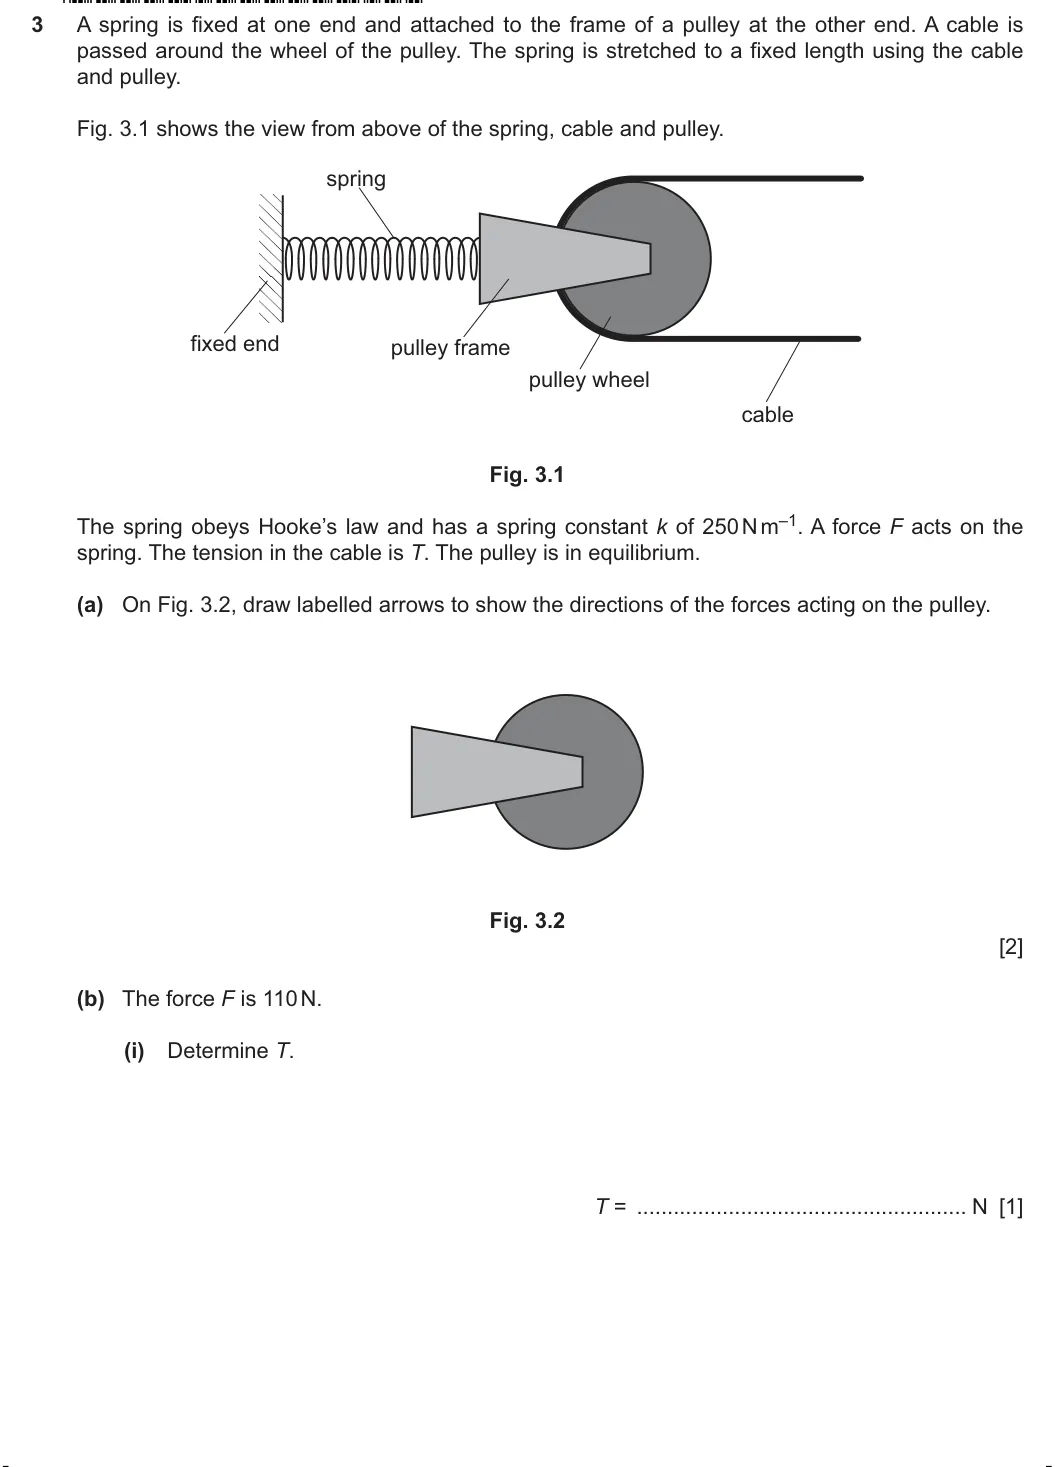 3 A spring is fixed at one end and attached to the frame of a pulley at the other end. A cable is
passed around the wheel of the pulley. The spring is stretched to a fixed length using the cable
and pulley.
Fig. 3.1 shows the view from above of the spring, cable and pulley.
spring
fixed end
pulley frame
pulley wheel
cable
Fig. 3.1
The spring obeys Hooke’s law and has a spring constant k of 250 N m⁻¹. A force F acts on the
spring. The tension in the cable is T. The pulley is in equilibrium.
(a) On Fig. 3.2, draw labelled arrows to show the directions of the forces acting on the pulley.
Fig. 3.2
[2]
(b) The force F is 110 N.
(i) Determine T.
T = ...................................................... N [1]